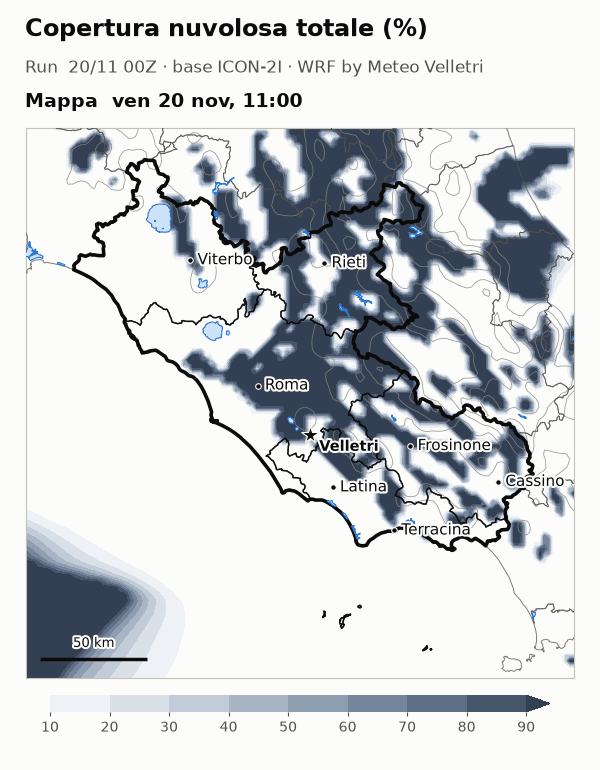 Copertura nuvolosa totale (%)
Run  20/11 00Z · base ICON-2I · WRF by Meteo Velletri
Mappa  ven 20 nov, 11:00
Viterbo
Rieti
Roma
Velletri
Frosinone
Latina
Cassino
Terracina
50 km
10 20 30 40 50 60 70 80 90